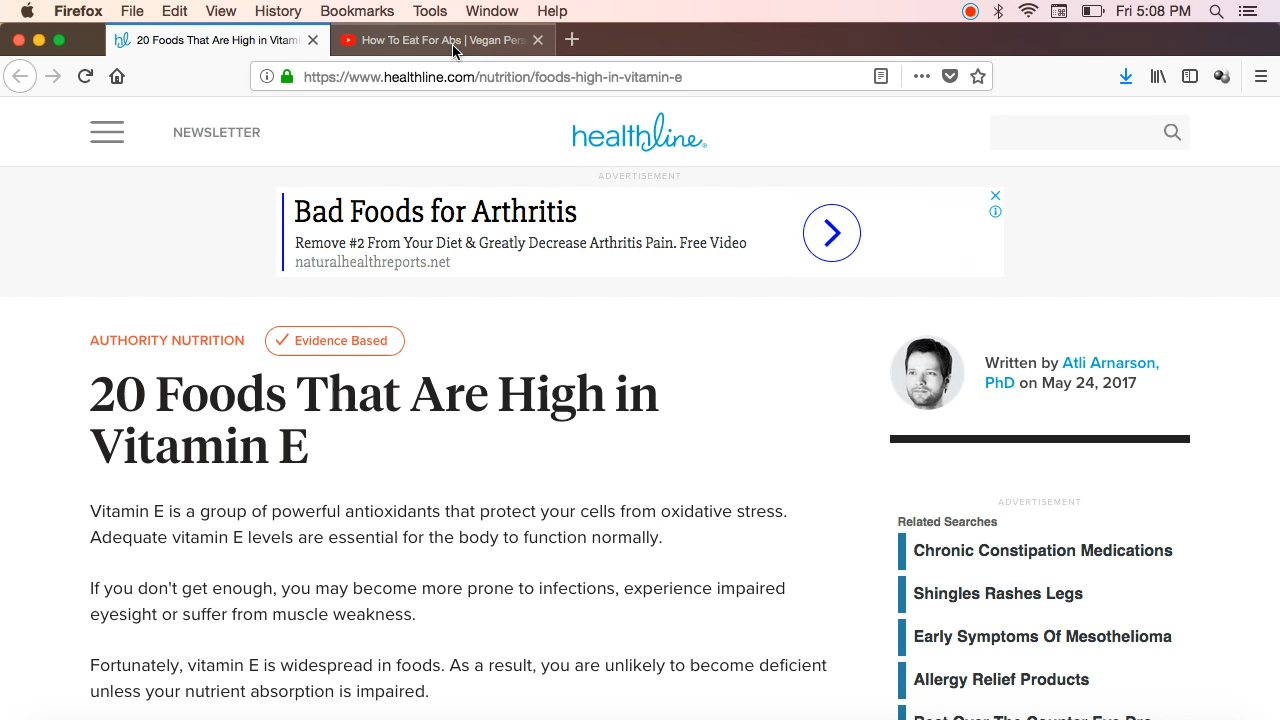 Firefox File Edit View History Bookmarks Tools Window Help Fri 5:08 PM
20 Foods That Are High in Vitami How To Eat For Abs | Vegan Pers
https://www.healthline.com/nutrition/foods-high-in-vitamin-e
NEWSLETTER
healthline
ADVERTISEMENT
Bad Foods for Arthritis
Remove #2 From Your Diet & Greatly Decrease Arthritis Pain. Free Video
naturalhealthreports.net
AUTHORITY NUTRITION
Evidence Based
20 Foods That Are High in
Vitamin E
Written by Atli Arnarson,
PhD on May 24, 2017
Vitamin E is a group of powerful antioxidants that protect your cells from oxidative stress.
Adequate vitamin E levels are essential for the body to function normally.
If you don't get enough, you may become more prone to infections, experience impaired
eyesight or suffer from muscle weakness.
Fortunately, vitamin E is widespread in foods. As a result, you are unlikely to become deficient
unless your nutrient absorption is impaired.
ADVERTISEMENT
Related Searches
Chronic Constipation Medications
Shingles Rashes Legs
Early Symptoms Of Mesothelioma
Allergy Relief Products